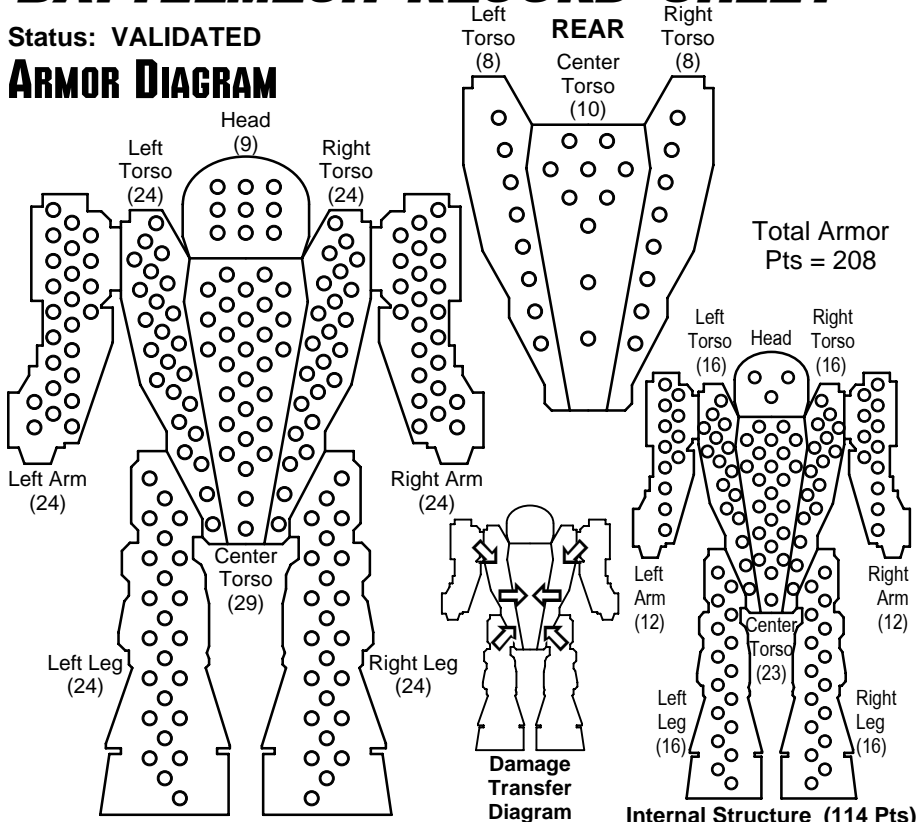 BATTLEMECH RECORD SHEET
Status: VALIDATED
ARMOR DIAGRAM
Head
(9)
Left
Torso
(24)
Right
Torso
(24)
Left Arm
(24)
Right Arm
(24)
Center
Torso
(29)
Left Leg
(24)
Right Leg
(24)
REAR
Left
Torso
(8)
Center
Torso
(10)
Right
Torso
(8)
Total Armor
Pts = 208
Left
Torso
(16)
Head
Right
Torso
(16)
Left
Arm
(12)
Right
Arm
(12)
Center
Torso
(23)
Left
Leg
(16)
Right
Leg
(16)
Damage
Transfer
Diagram
Internal Structure (114 Pts)